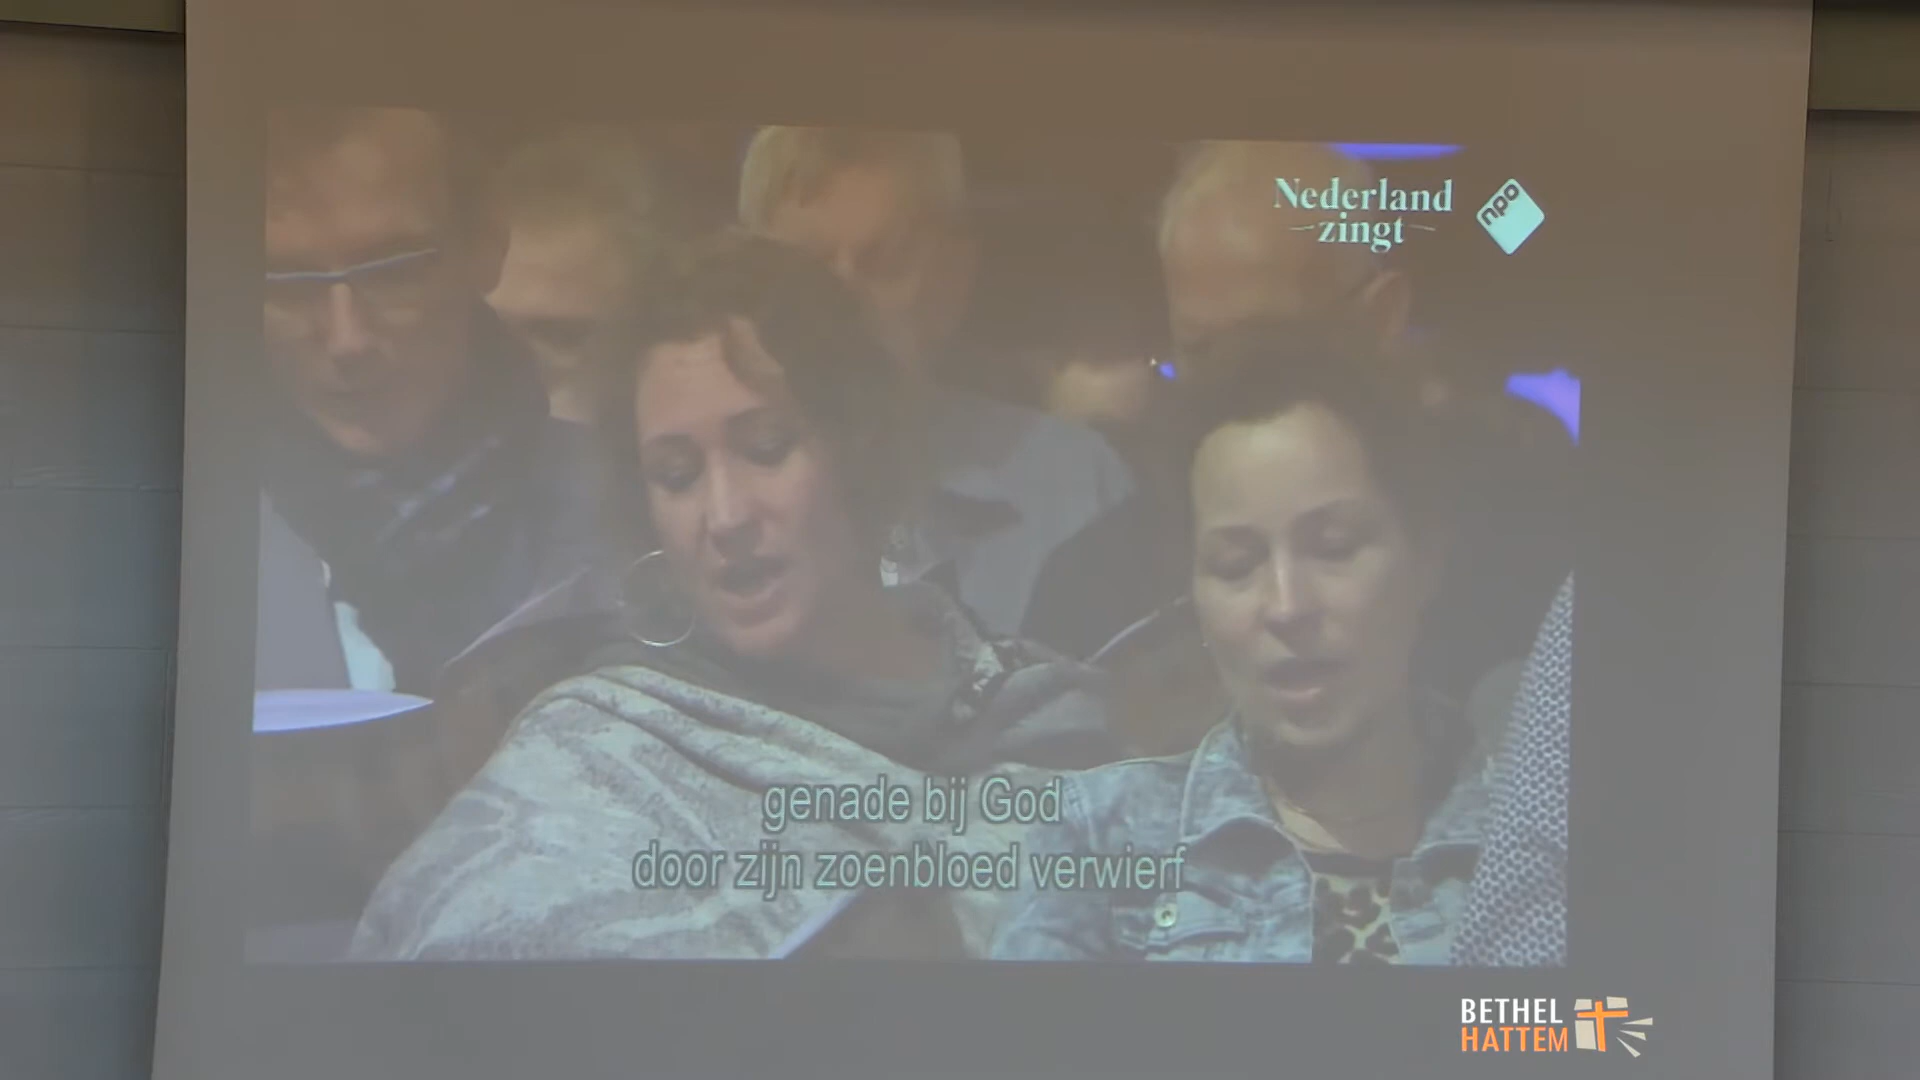 Nederland
zingt
npo
genade bij God
door zijn zoenbloed verwierf
BETHEL
HATTEM